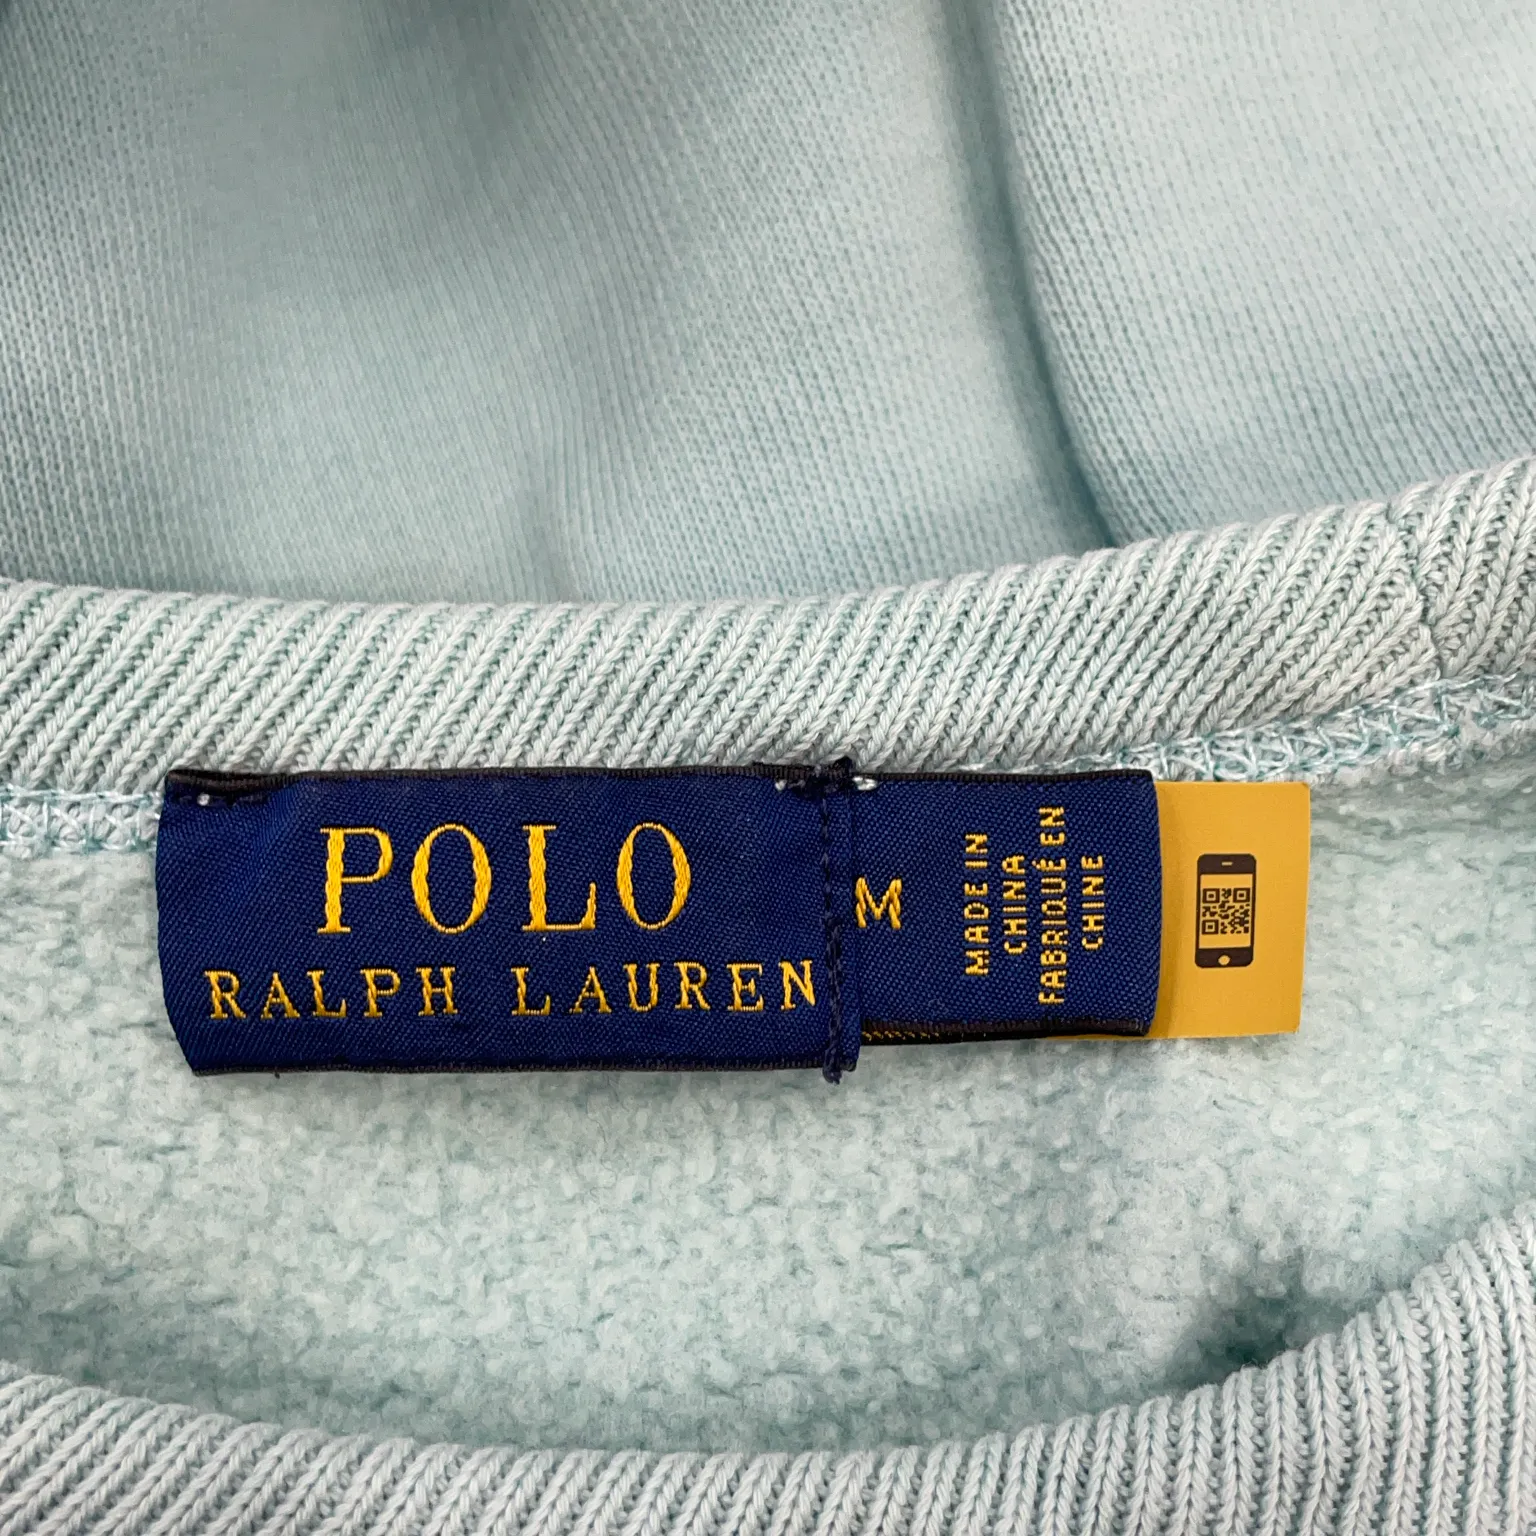 POLO
RALPH LAUREN
M
MADE IN
CHINA
FABRIQUÉ EN
CHINE